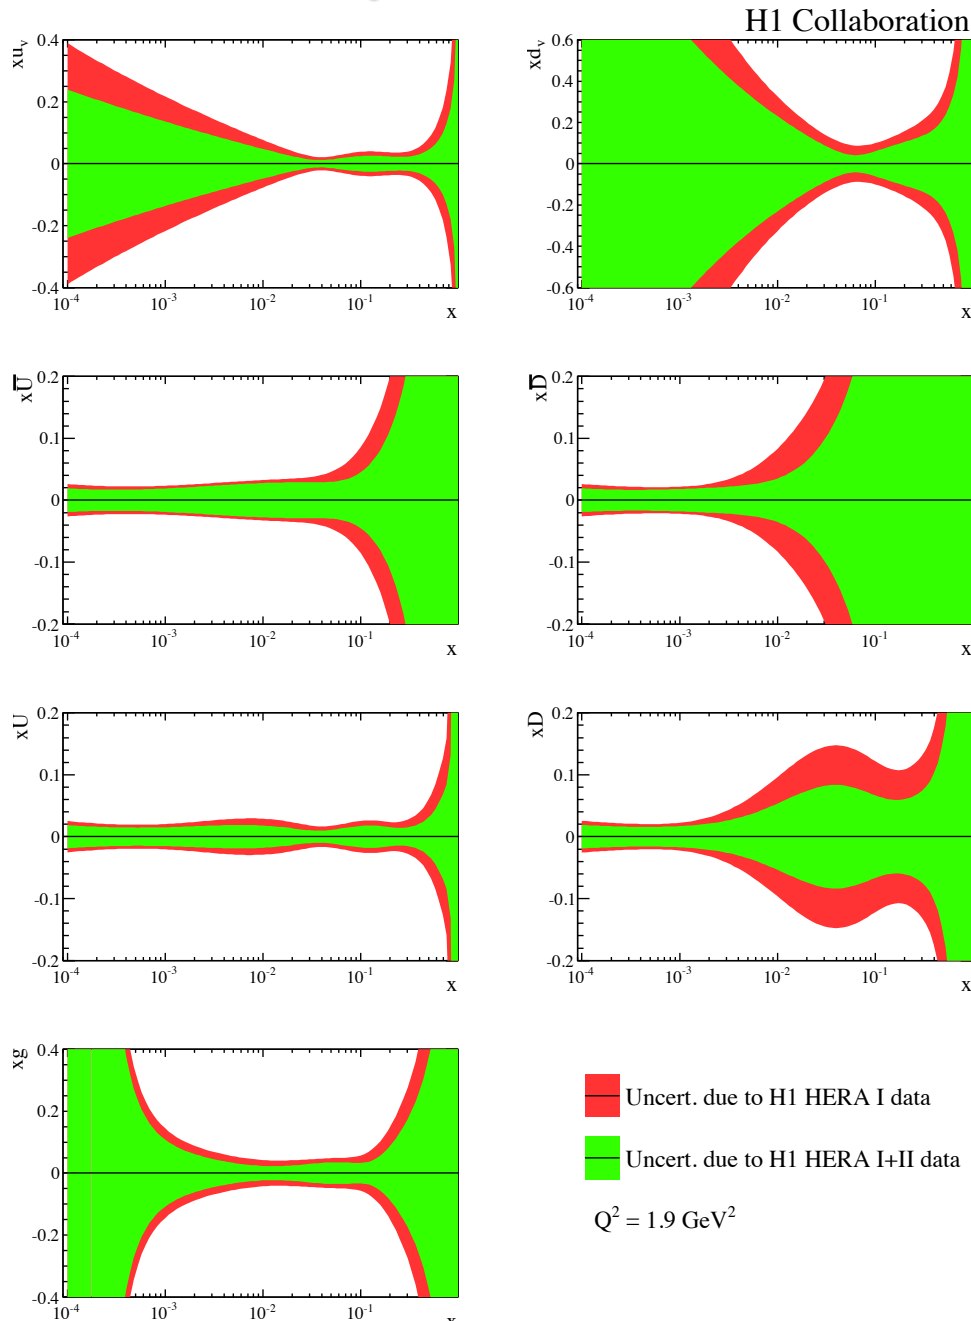 H1 Collaboration
xu_v
0.4
0.2
0
-0.2
-0.4
10^-4 10^-3 10^-2 10^-1
x
xd_v
0.6
0.4
0.2
0
-0.2
-0.4
-0.6
10^-4 10^-3 10^-2 10^-1
x
xU̅
0.2
0.1
0
-0.1
-0.2
10^-4 10^-3 10^-2 10^-1
x
xD̅
0.2
0.1
0
-0.1
-0.2
10^-4 10^-3 10^-2 10^-1
x
xU
0.2
0.1
0
-0.1
-0.2
10^-4 10^-3 10^-2 10^-1
x
xD
0.2
0.1
0
-0.1
-0.2
10^-4 10^-3 10^-2 10^-1
x
xg
0.4
0.2
0
-0.2
-0.4
10^-4 10^-3 10^-2 10^-1
x
Uncert. due to H1 HERA I data
Uncert. due to H1 HERA I+II data
Q² = 1.9 GeV²